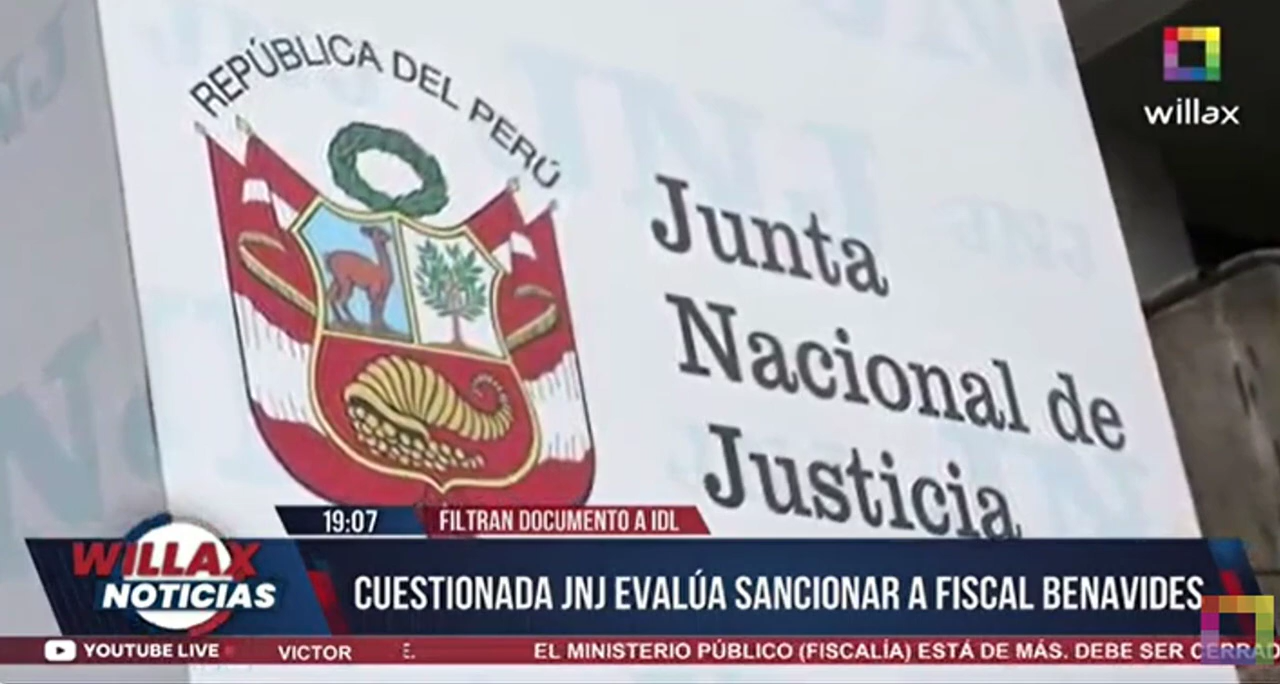 REPÚBLICA DEL PERÚ
willax
Junta
Nacional de
Justicia
19:07
FILTRAN DOCUMENTO A IDL
WILLAX
NOTICIAS
CUESTIONADA JNJ EVALÚA SANCIONAR A FISCAL BENAVIDES
YOUTUBE LIVE
VICTOR E.
EL MINISTERIO PÚBLICO (FISCALÍA) ESTÁ DE MÁS. DEBE SER CERRAD